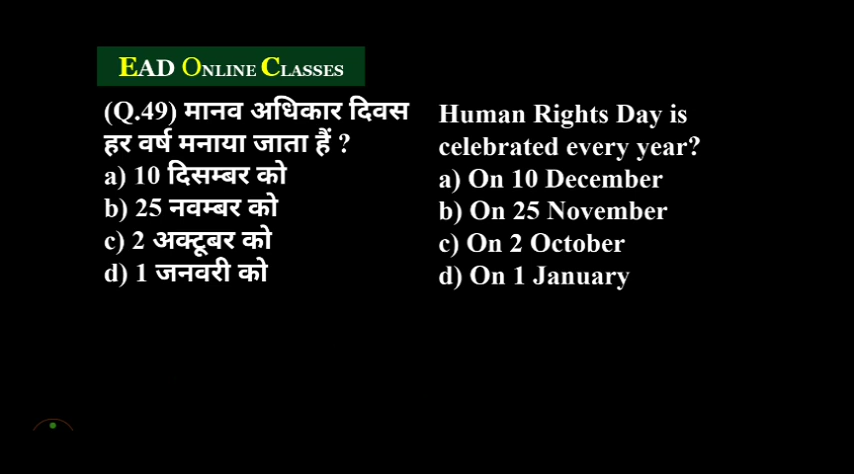 EAD ONLINE CLASSES
(Q.49) मानव अधिकार दिवस
हर वर्ष मनाया जाता हैं ?
a) 10 दिसम्बर को
b) 25 नवम्बर को
c) 2 अक्टूबर को
d) 1 जनवरी को
Human Rights Day is
celebrated every year?
a) On 10 December
b) On 25 November
c) On 2 October
d) On 1 January